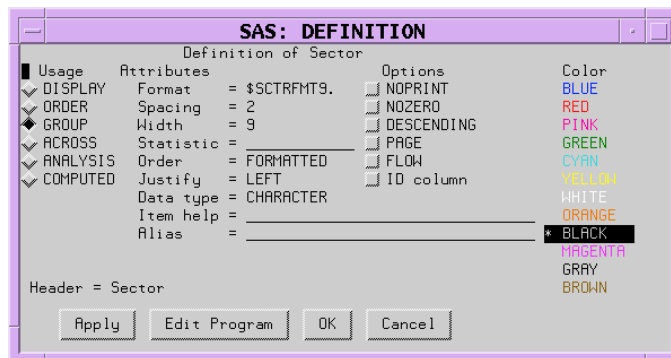 SAS: DEFINITION
Definition of Sector
Usage Attributes Options Color
DISPLAY Format = $SCTRFMT9. NOPRINT BLUE
ORDER Spacing = 2 NOZERO RED
GROUP Width = 9 DESCENDING PINK
ACROSS Statistic = PAGE GREEN
ANALYSIS Order = FORMATTED FLOW CYAN
COMPUTED Justify = LEFT ID column YELLOW
Data type = CHARACTER WHITE
Item help = ORANGE
Alias = * BLACK
MAGENTA
GRAY
Header = Sector BROWN
Apply Edit Program OK Cancel